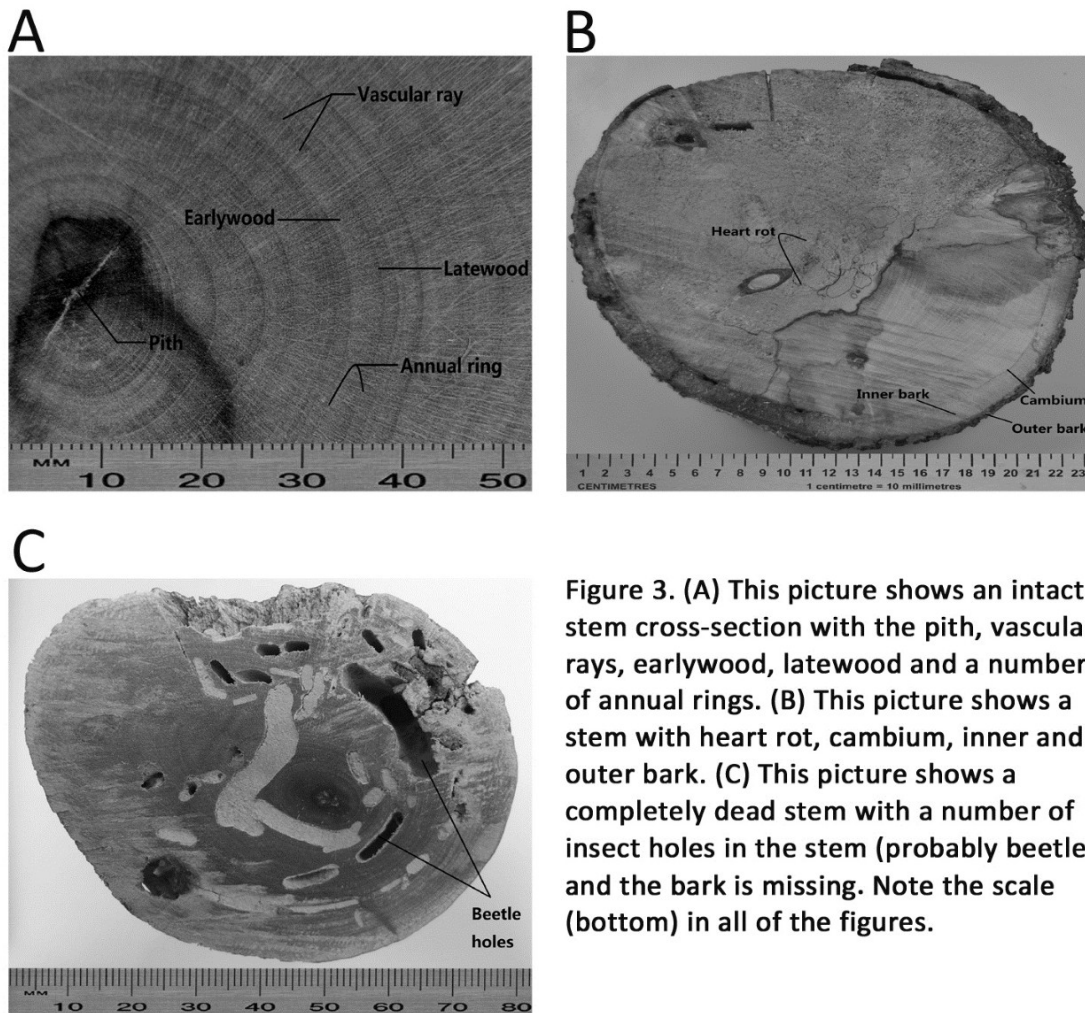 A
Vascular ray
Earlywood
Latewood
Pith
Annual ring
MM
10 20 30 40 50
B
Heart rot
Inner bark
Cambium
Outer bark
1 2 3 4 5 6 7 8 9 10 11 12 13 14 15 16 17 18 19 20 21 22 23
CENTIMETRES 1 centimetre = 10 millimetres
C
Beetle
holes
MM 10 20 30 40 50 60 70 80
Figure 3. (A) This picture shows an intact
stem cross-section with the pith, vascula
rays, earlywood, latewood and a number
of annual rings. (B) This picture shows a
stem with heart rot, cambium, inner and
outer bark. (C) This picture shows a
completely dead stem with a number of
insect holes in the stem (probably beetle
and the bark is missing. Note the scale
(bottom) in all of the figures.